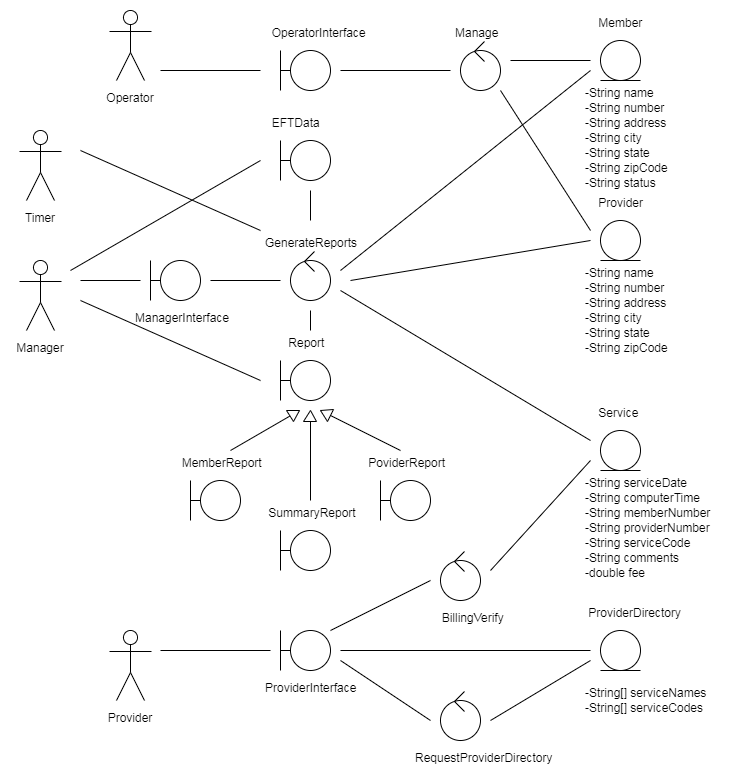 Member
OperatorInterface
Manage
Operator
-String name
-String number
-String address
-String city
-String state
-String zipCode
-String status
EFTData
Timer
Provider
GenerateReports
-String name
-String number
-String address
-String city
-String state
-String zipCode
ManagerInterface
Manager
Report
Service
MemberReport
PoviderReport
SummaryReport
-String serviceDate
-String computerTime
-String memberNumber
-String providerNumber
-String serviceCode
-String comments
-double fee
BillingVerify
ProviderDirectory
ProviderInterface
Provider
-String[] serviceNames
-String[] serviceCodes
RequestProviderDirectory